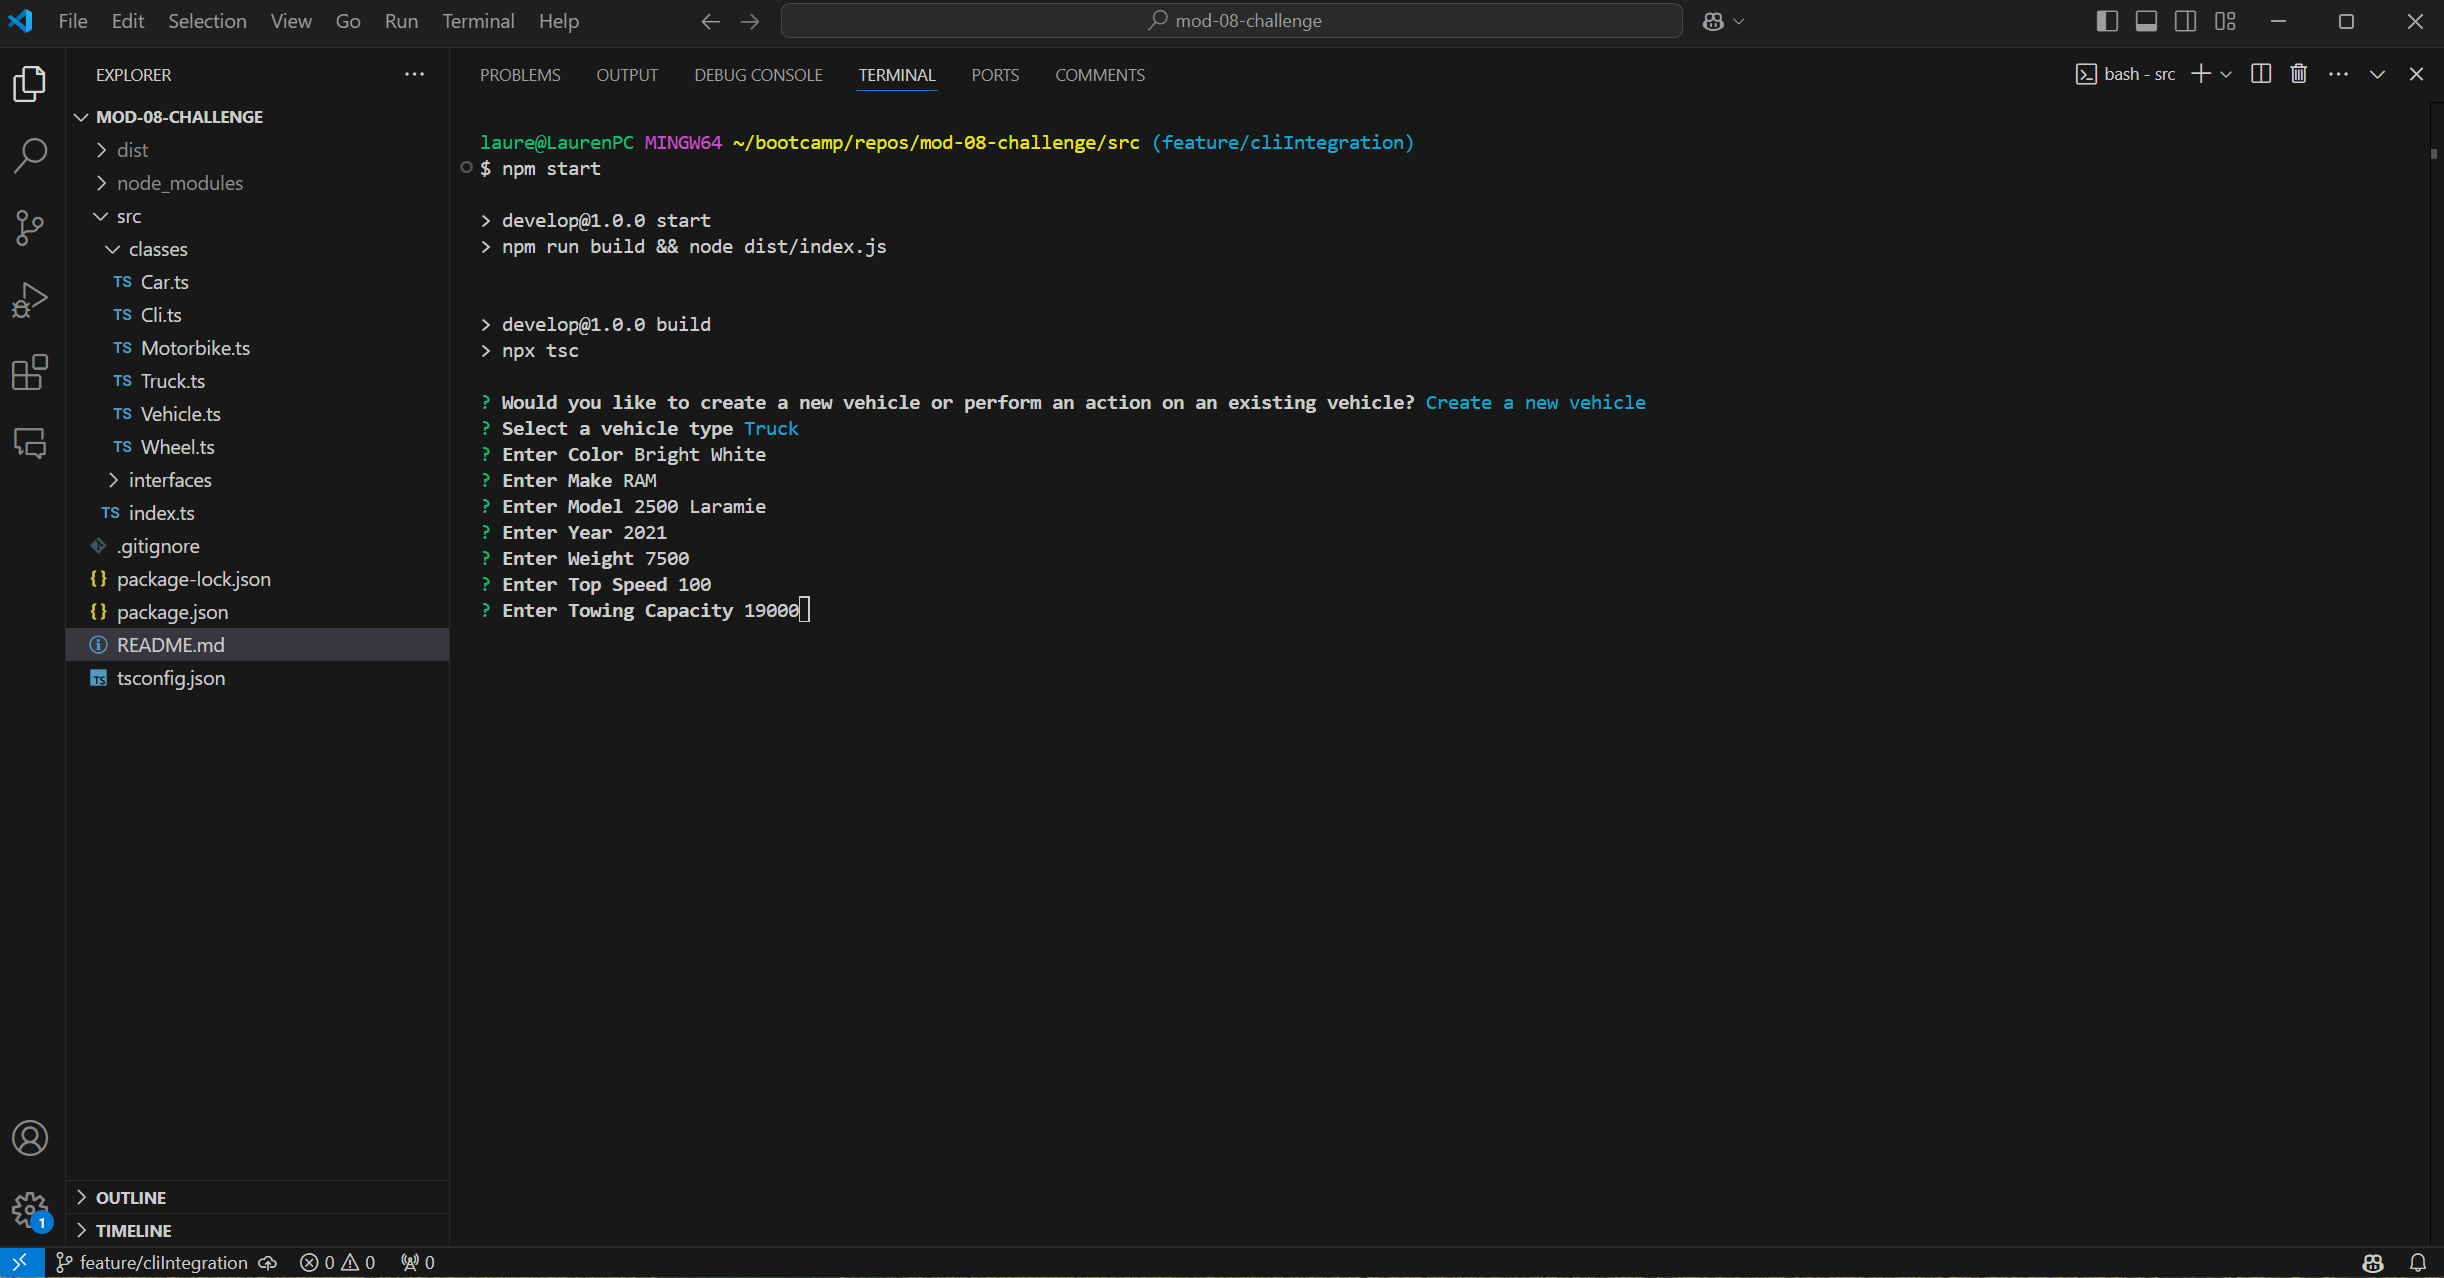 File Edit Selection View Go Run Terminal Help
mod-08-challenge
EXPLORER
MOD-08-CHALLENGE
dist
node_modules
src
classes
TS Car.ts
TS Cli.ts
TS Motorbike.ts
TS Truck.ts
TS Vehicle.ts
TS Wheel.ts
interfaces
TS index.ts
.gitignore
{} package-lock.json
{} package.json
README.md
TS tsconfig.json
OUTLINE
TIMELINE
PROBLEMS OUTPUT DEBUG CONSOLE TERMINAL PORTS COMMENTS
bash - src
laure@LaurenPC MINGW64 ~/bootcamp/repos/mod-08-challenge/src (feature/cliIntegration)
$ npm start
> develop@1.0.0 start
> npm run build && node dist/index.js
> develop@1.0.0 build
> npx tsc
? Would you like to create a new vehicle or perform an action on an existing vehicle? Create a new vehicle
? Select a vehicle type Truck
? Enter Color Bright White
? Enter Make RAM
? Enter Model 2500 Laramie
? Enter Year 2021
? Enter Weight 7500
? Enter Top Speed 100
? Enter Towing Capacity 19000
1
feature/cliIntegration 0 0 0